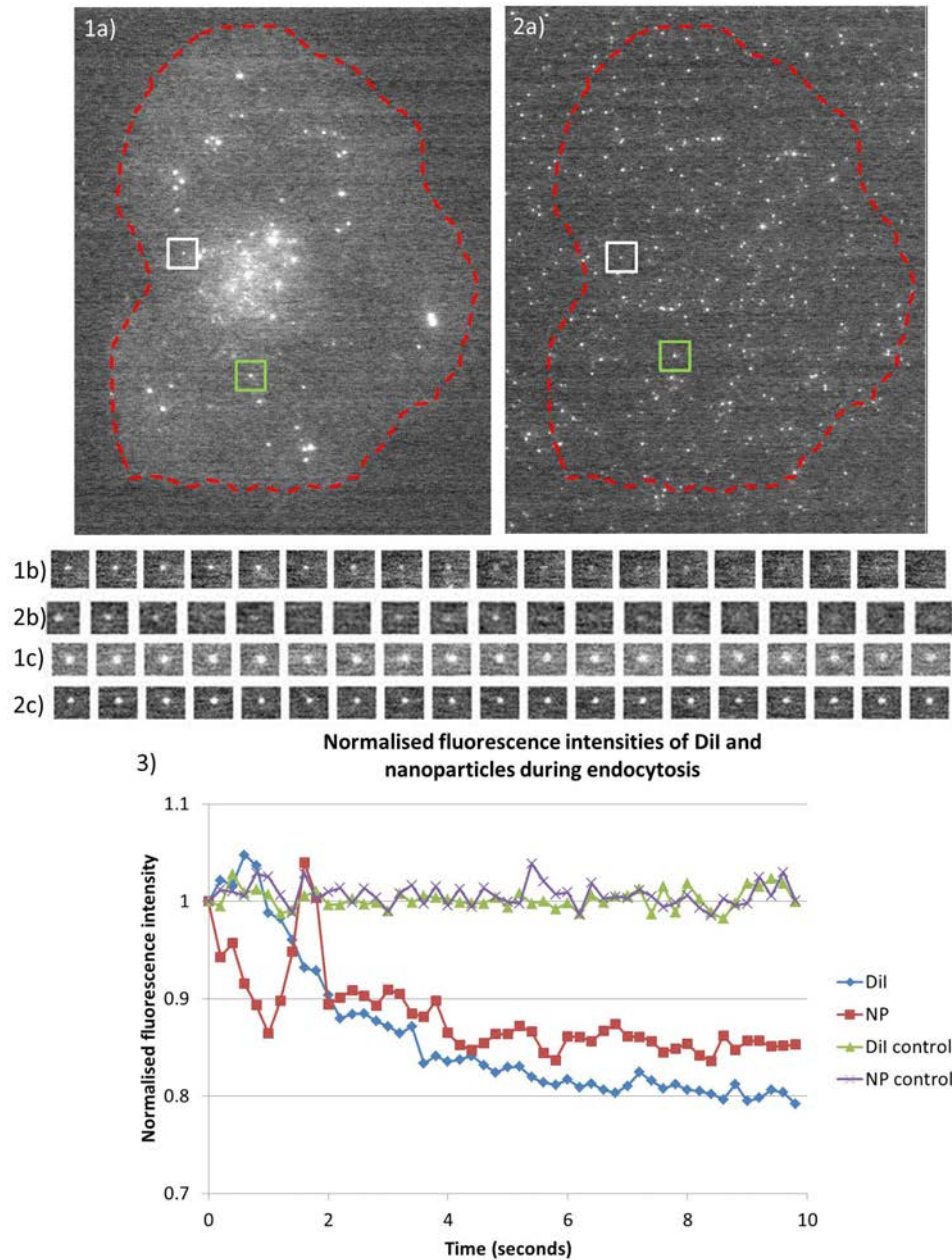 1a)
2a)
1b)
2b)
1c)
2c)
Normalised fluorescence intensities of DiI and
nanoparticles during endocytosis
3)
1.1
1
0.9
0.8
0.7
Normalised fluorescence intensity
0 2 4 6 8 10
Time (seconds)
DiI
NP
DiI control
NP control